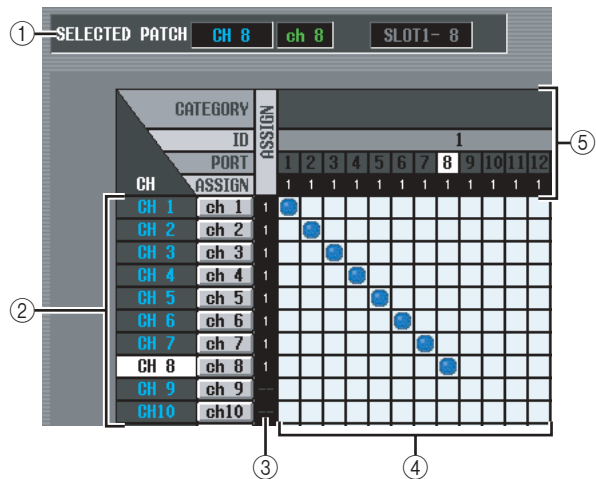 ① SELECTED PATCH CH 8 ch 8 SLOT1- 8
CATEGORY
ID 1
PORT 1 2 3 4 5 6 7 8 9 10 11 12
CH ASSIGN ASSIGN 1 1 1 1 1 1 1 1 1 1 1 1
⑤
CH 1 ch 1 1
CH 2 ch 2 1
CH 3 ch 3 1
CH 4 ch 4 1
CH 5 ch 5 1
②
CH 6 ch 6 1
CH 7 ch 7 1
CH 8 ch 8 1
CH 9 ch 9 --
CH10 ch10 --
③ ④